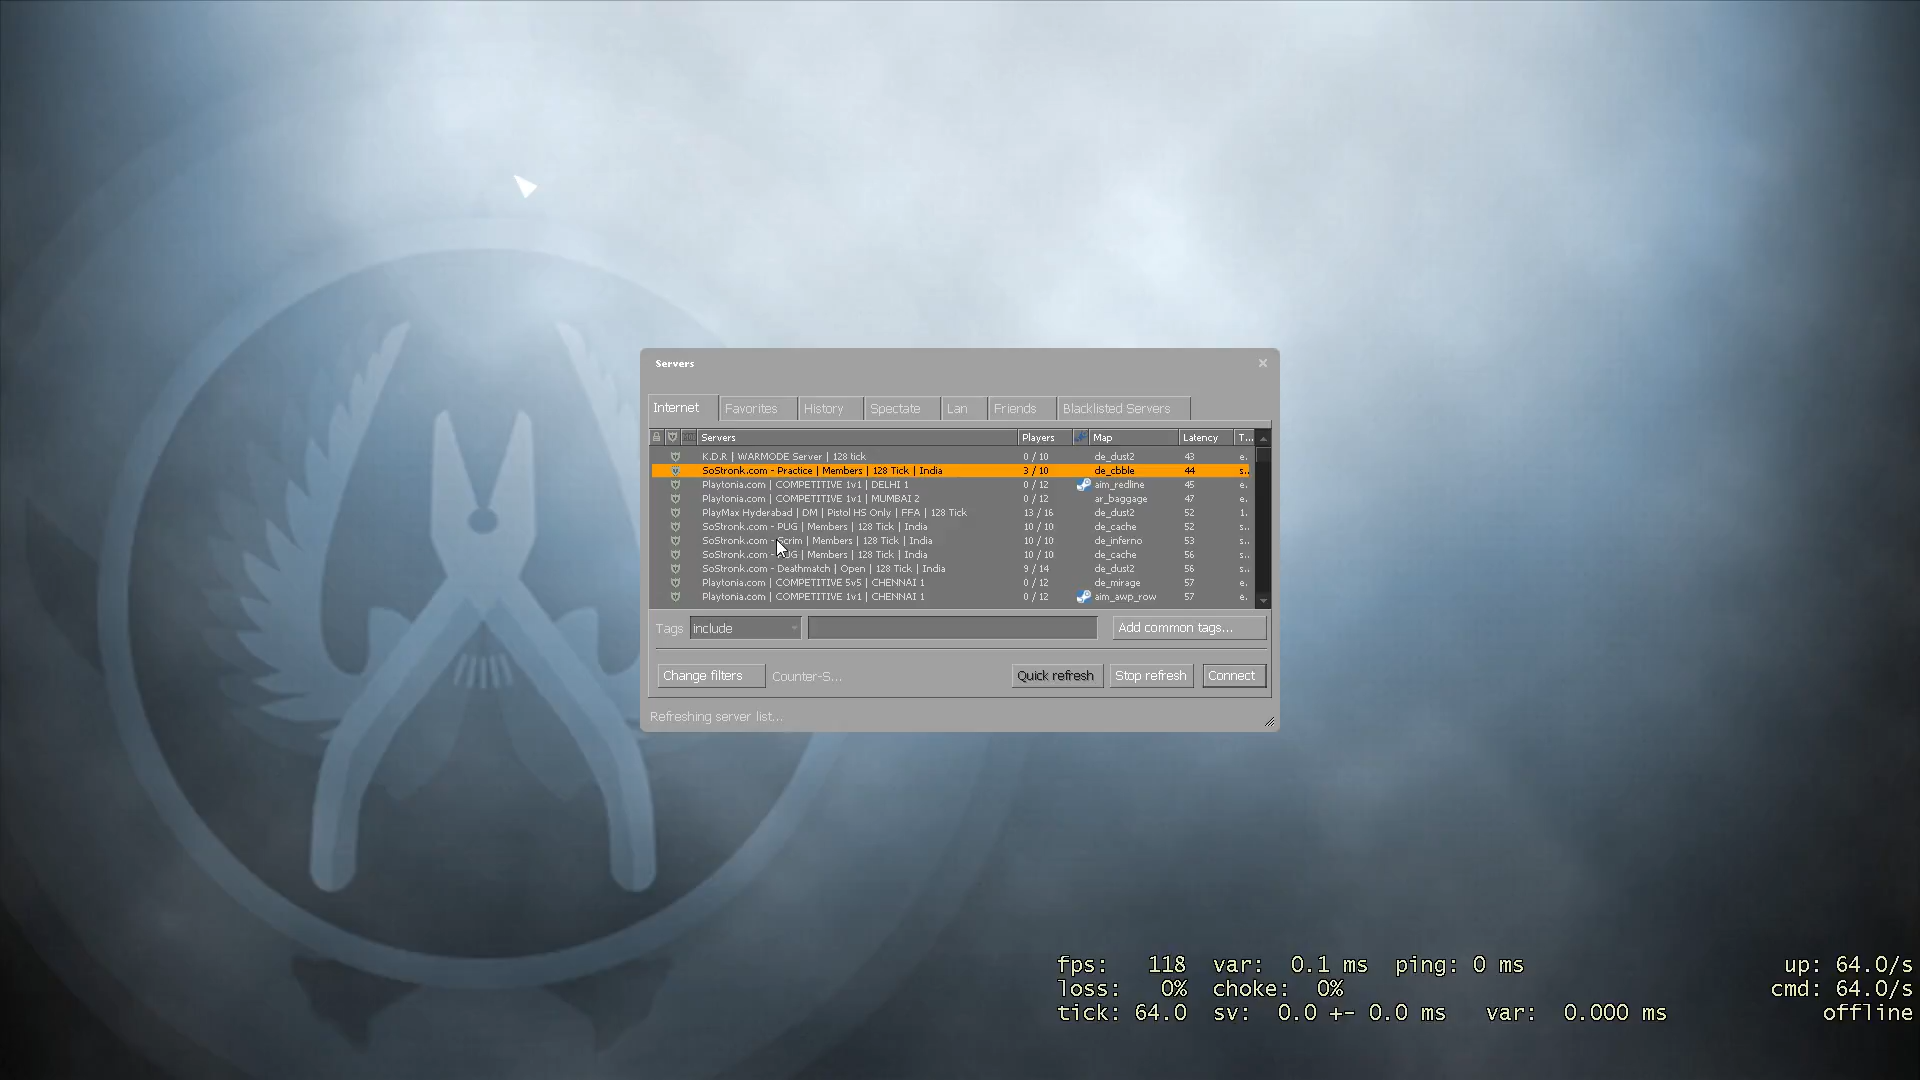 Servers
Internet Favorites History Spectate Lan Friends Blacklisted Servers
Servers Players Map Latency T...
K.D.R | WARMODE Server | 128 tick 0 / 10 de_dust2 43 e.
SoStronk.com - Practice | Members | 128 Tick | India 3 / 10 de_cbble 44 s..
Playtonia.com | COMPETITIVE 1v1 | DELHI 1 0 / 12 aim_redline 45 e.
Playtonia.com | COMPETITIVE 1v1 | MUMBAI 2 0 / 12 ar_baggage 47 e.
PlayMax Hyderabad | DM | Pistol HS Only | FFA | 128 Tick 13 / 16 de_dust2 52 1.
SoStronk.com - PUG | Members | 128 Tick | India 10 / 10 de_cache 52 s..
SoStronk.com - Scrim | Members | 128 Tick | India 10 / 10 de_inferno 53 s..
SoStronk.com - PUG | Members | 128 Tick | India 10 / 10 de_cache 56 s..
SoStronk.com - Deathmatch | Open | 128 Tick | India 9 / 14 de_dust2 56 s..
Playtonia.com | COMPETITIVE 5v5 | CHENNAI 1 0 / 12 de_mirage 57 e.
Playtonia.com | COMPETITIVE 1v1 | CHENNAI 1 0 / 12 aim_awp_row 57 e.
Tags include Add common tags...
Change filters Counter-S... Quick refresh Stop refresh Connect
Refreshing server list...
fps: 118 var: 0.1 ms ping: 0 ms up: 64.0/s
loss: 0% choke: 0% cmd: 64.0/s
tick: 64.0 sv: 0.0 +- 0.0 ms var: 0.000 ms offline